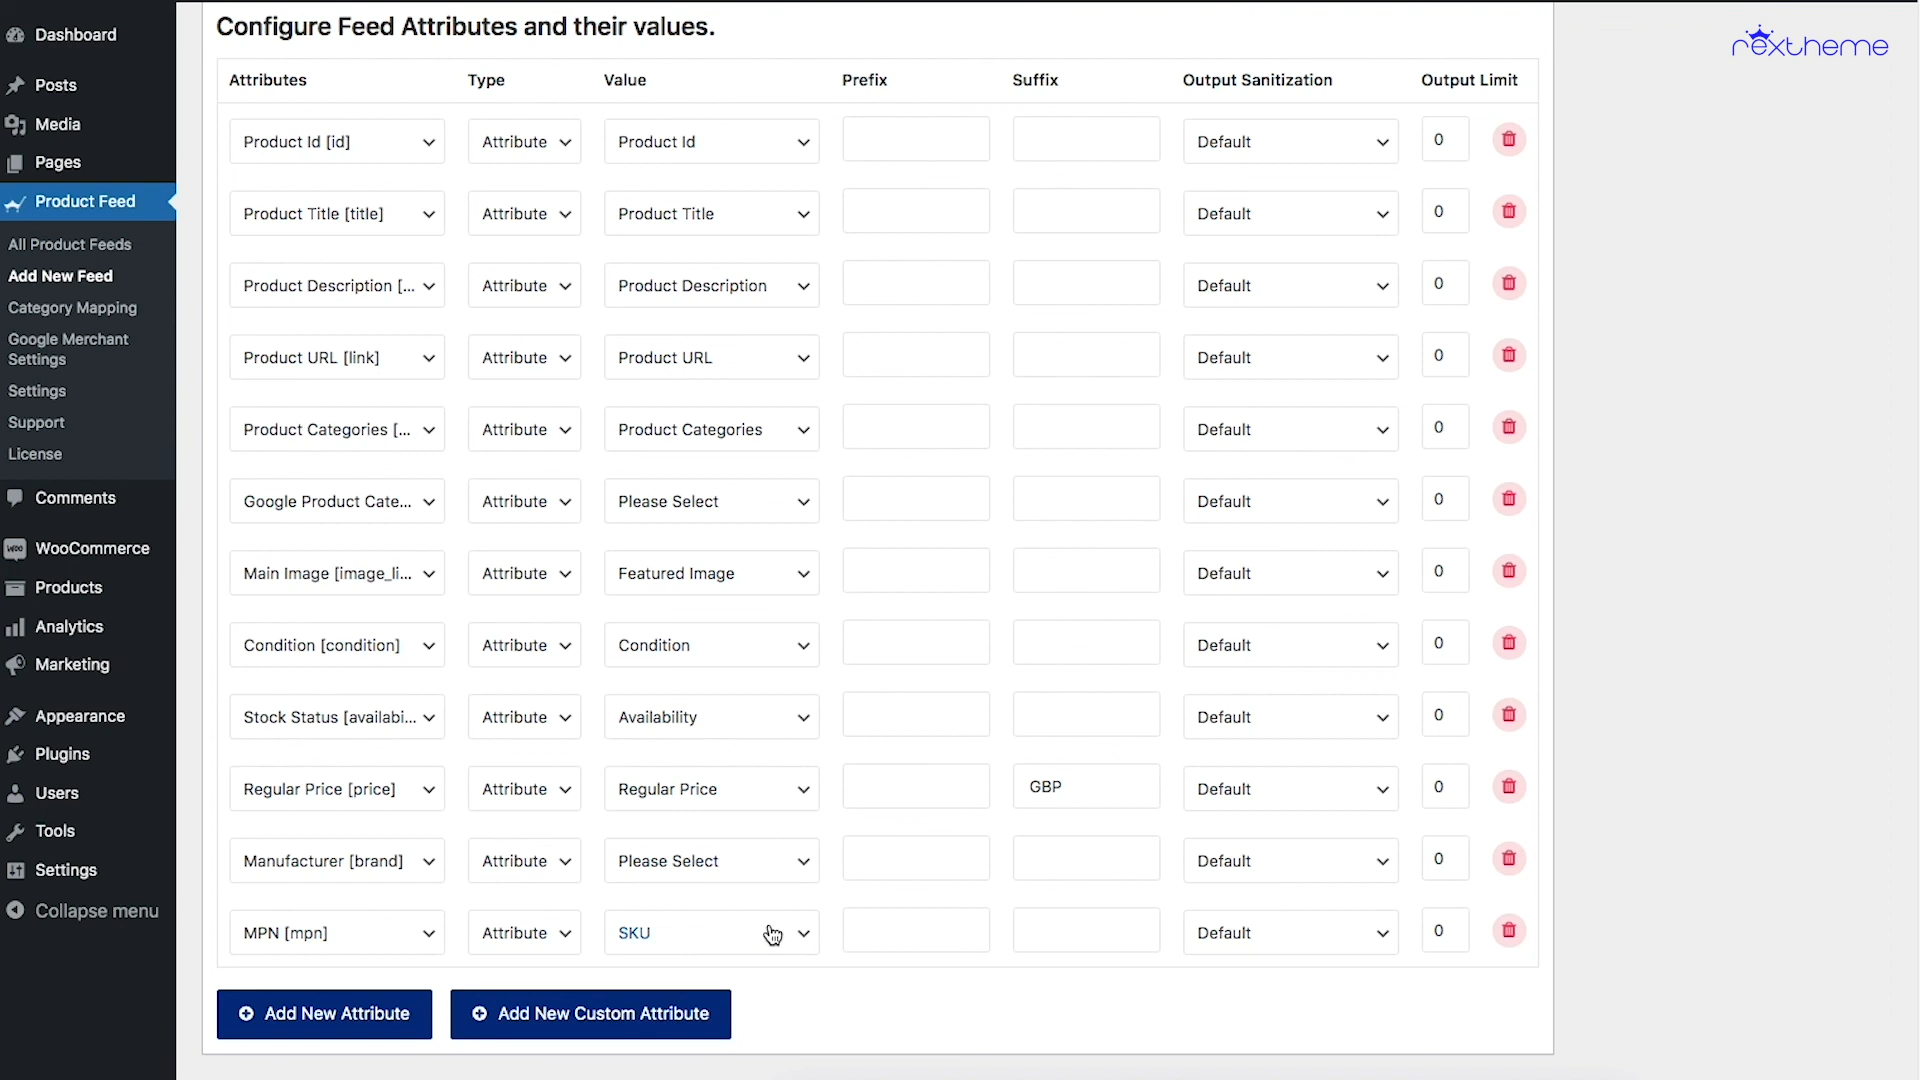 Dashboard
Posts
Media
Pages
Product Feed
All Product Feeds
Add New Feed
Category Mapping
Google Merchant
Settings
Settings
Support
License
Comments
WooCommerce
Products
Analytics
Marketing
Appearance
Plugins
Users
Tools
Settings
Collapse menu
Configure Feed Attributes and their values.
rextheme
Attributes Type Value Prefix Suffix Output Sanitization Output Limit
Product Id [id] Attribute Product Id Default 0
Product Title [title] Attribute Product Title Default 0
Product Description [... Attribute Product Description Default 0
Product URL [link] Attribute Product URL Default 0
Product Categories [... Attribute Product Categories Default 0
Google Product Cate... Attribute Please Select Default 0
Main Image [image_li... Attribute Featured Image Default 0
Condition [condition] Attribute Condition Default 0
Stock Status [availabi... Attribute Availability Default 0
Regular Price [price] Attribute Regular Price GBP Default 0
Manufacturer [brand] Attribute Please Select Default 0
MPN [mpn] Attribute SKU Default 0
Add New Attribute Add New Custom Attribute